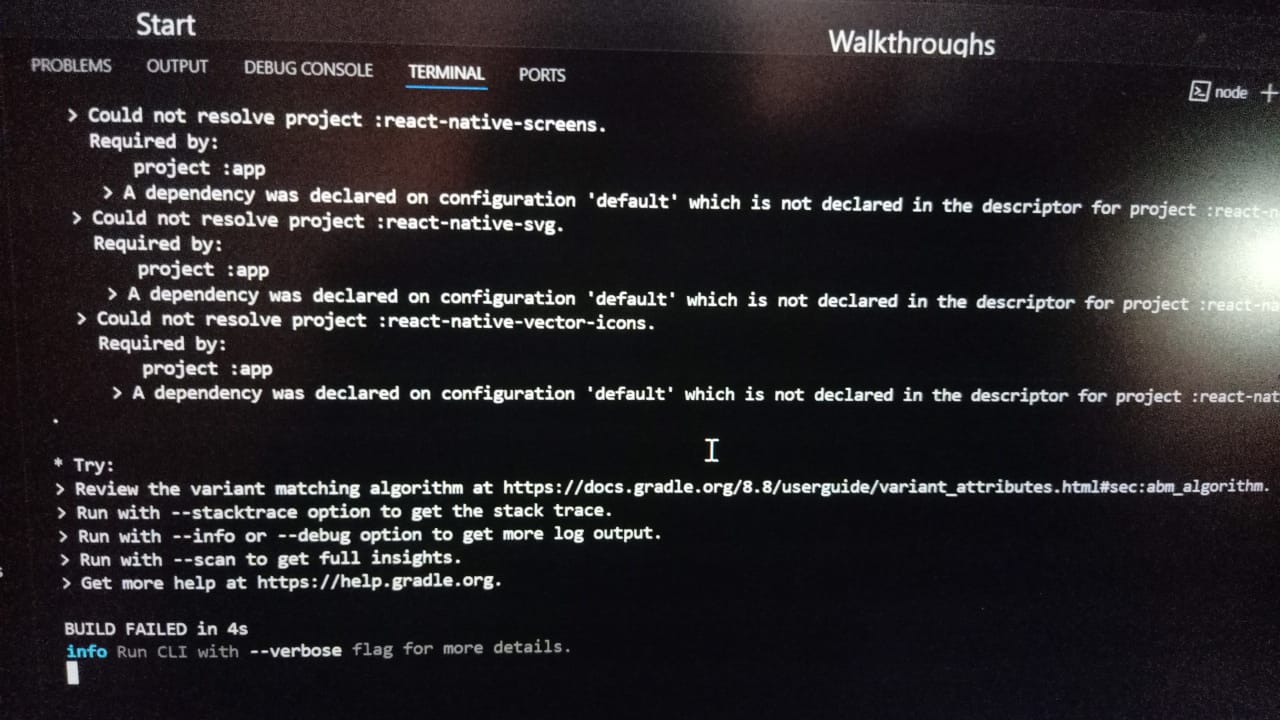 Start
Walkthroughs
PROBLEMS OUTPUT DEBUG CONSOLE TERMINAL PORTS
node +
> Could not resolve project :react-native-screens.
Required by:
project :app
> A dependency was declared on configuration 'default' which is not declared in the descriptor for project :react-n
> Could not resolve project :react-native-svg.
Required by:
project :app
> A dependency was declared on configuration 'default' which is not declared in the descriptor for project :react-na
> Could not resolve project :react-native-vector-icons.
Required by:
project :app
> A dependency was declared on configuration 'default' which is not declared in the descriptor for project :react-nat
.
* Try:
> Review the variant matching algorithm at https://docs.gradle.org/8.8/userguide/variant_attributes.html#sec:abm_algorithm.
> Run with --stacktrace option to get the stack trace.
> Run with --info or --debug option to get more log output.
> Run with --scan to get full insights.
> Get more help at https://help.gradle.org.
BUILD FAILED in 4s
info Run CLI with --verbose flag for more details.